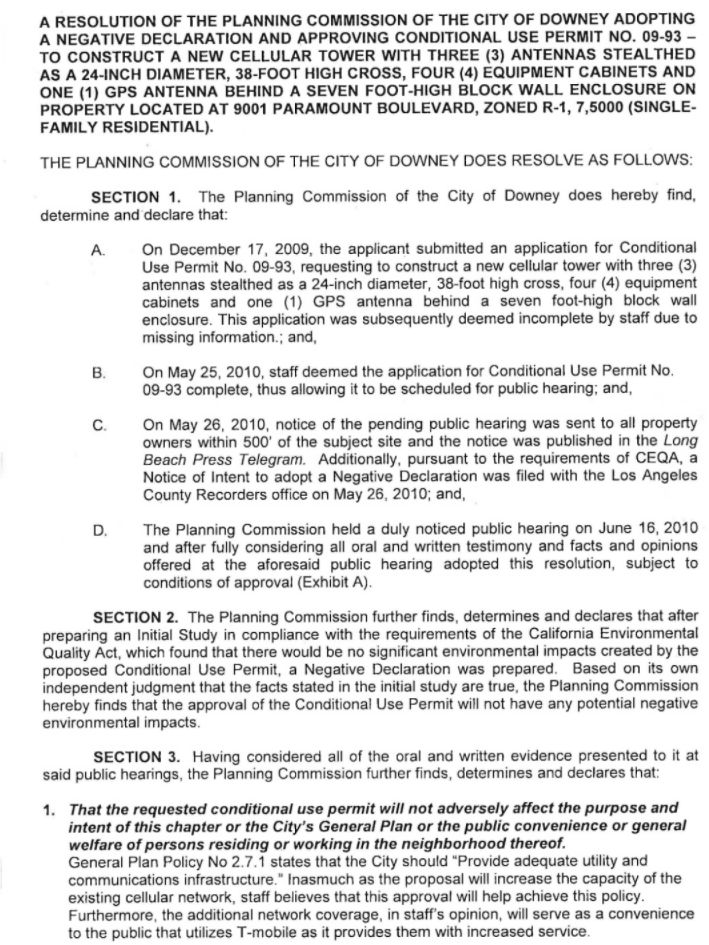 A RESOLUTION OF THE PLANNING COMMISSION OF THE CITY OF DOWNEY ADOPTING
A NEGATIVE DECLARATION AND APPROVING CONDITIONAL USE PERMIT NO. 09-93 –
TO CONSTRUCT A NEW CELLULAR TOWER WITH THREE (3) ANTENNAS STEALTHED
AS A 24-INCH DIAMETER, 38-FOOT HIGH CROSS, FOUR (4) EQUIPMENT CABINETS AND
ONE (1) GPS ANTENNA BEHIND A SEVEN FOOT-HIGH BLOCK WALL ENCLOSURE ON
PROPERTY LOCATED AT 9001 PARAMOUNT BOULEVARD, ZONED R-1, 7,5000 (SINGLE-
FAMILY RESIDENTIAL).
THE PLANNING COMMISSION OF THE CITY OF DOWNEY DOES RESOLVE AS FOLLOWS:
SECTION 1. The Planning Commission of the City of Downey does hereby find,
determine and declare that:
A. On December 17, 2009, the applicant submitted an application for Conditional
Use Permit No. 09-93, requesting to construct a new cellular tower with three (3)
antennas stealthed as a 24-inch diameter, 38-foot high cross, four (4) equipment
cabinets and one (1) GPS antenna behind a seven foot-high block wall
enclosure. This application was subsequently deemed incomplete by staff due to
missing information.; and,
B. On May 25, 2010, staff deemed the application for Conditional Use Permit No.
09-93 complete, thus allowing it to be scheduled for public hearing; and,
C. On May 26, 2010, notice of the pending public hearing was sent to all property
owners within 500' of the subject site and the notice was published in the Long
Beach Press Telegram. Additionally, pursuant to the requirements of CEQA, a
Notice of Intent to adopt a Negative Declaration was filed with the Los Angeles
County Recorders office on May 26, 2010; and,
D. The Planning Commission held a duly noticed public hearing on June 16, 2010
and after fully considering all oral and written testimony and facts and opinions
offered at the aforesaid public hearing adopted this resolution, subject to
conditions of approval (Exhibit A).
SECTION 2. The Planning Commission further finds, determines and declares that after
preparing an Initial Study in compliance with the requirements of the California Environmental
Quality Act, which found that there would be no significant environmental impacts created by the
proposed Conditional Use Permit, a Negative Declaration was prepared. Based on its own
independent judgment that the facts stated in the initial study are true, the Planning Commission
hereby finds that the approval of the Conditional Use Permit will not have any potential negative
environmental impacts.
SECTION 3. Having considered all of the oral and written evidence presented to it at
said public hearings, the Planning Commission further finds, determines and declares that:
1. That the requested conditional use permit will not adversely affect the purpose and
intent of this chapter or the City's General Plan or the public convenience or general
welfare of persons residing or working in the neighborhood thereof.
General Plan Policy No 2.7.1 states that the City should "Provide adequate utility and
communications infrastructure." Inasmuch as the proposal will increase the capacity of the
existing cellular network, staff believes that this approval will help achieve this policy.
Furthermore, the additional network coverage, in staff's opinion, will serve as a convenience
to the public that utilizes T-mobile as it provides them with increased service.